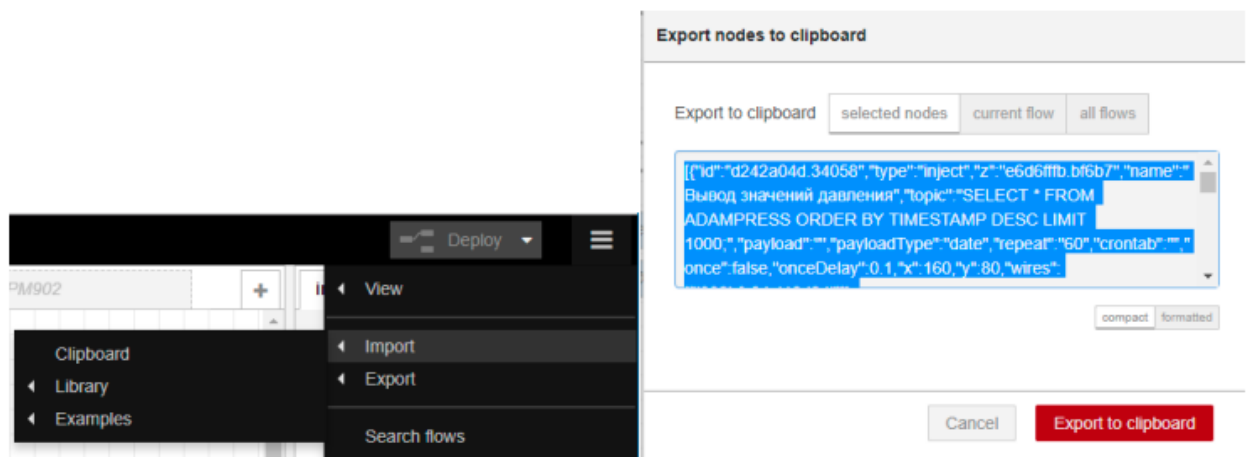 Deploy
PM902
+
View
Import
Export
Search flows
Clipboard
Library
Examples
Export nodes to clipboard
Export to clipboard selected nodes current flow all flows
[{"id":"d242a04d.34058","type":"inject","z":"e6d6fffb.bf6b7","name":"
Вывод значений давления","topic":"SELECT * FROM
ADAMPRESS ORDER BY TIMESTAMP DESC LIMIT
1000;","payload":"","payloadType":"date","repeat":"60","crontab":"","
once":false,"onceDelay":0.1,"x":160,"y":80,"wires":
compact formatted
Cancel Export to clipboard